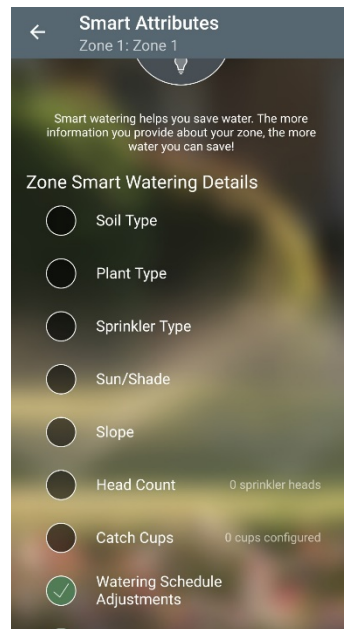 Smart Attributes
Zone 1: Zone 1
Smart watering helps you save water. The more
information you provide about your zone, the more
water you can save!
Zone Smart Watering Details
Soil Type
Plant Type
Sprinkler Type
Sun/Shade
Slope
Head Count 0 sprinkler heads
Catch Cups 0 cups configured
Watering Schedule
Adjustments